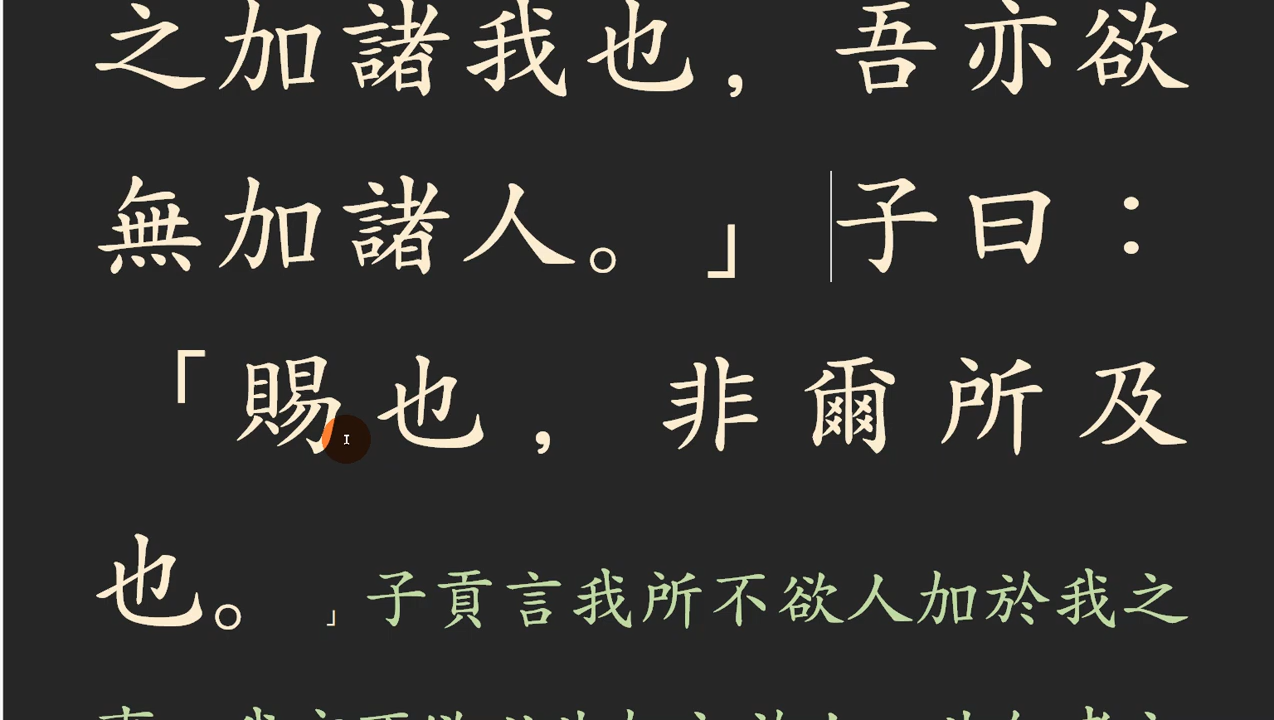 之加諸我也，吾亦欲
無加諸人。」子曰：
「賜也，非爾所及
也。」子貢言我所不欲人加於我之